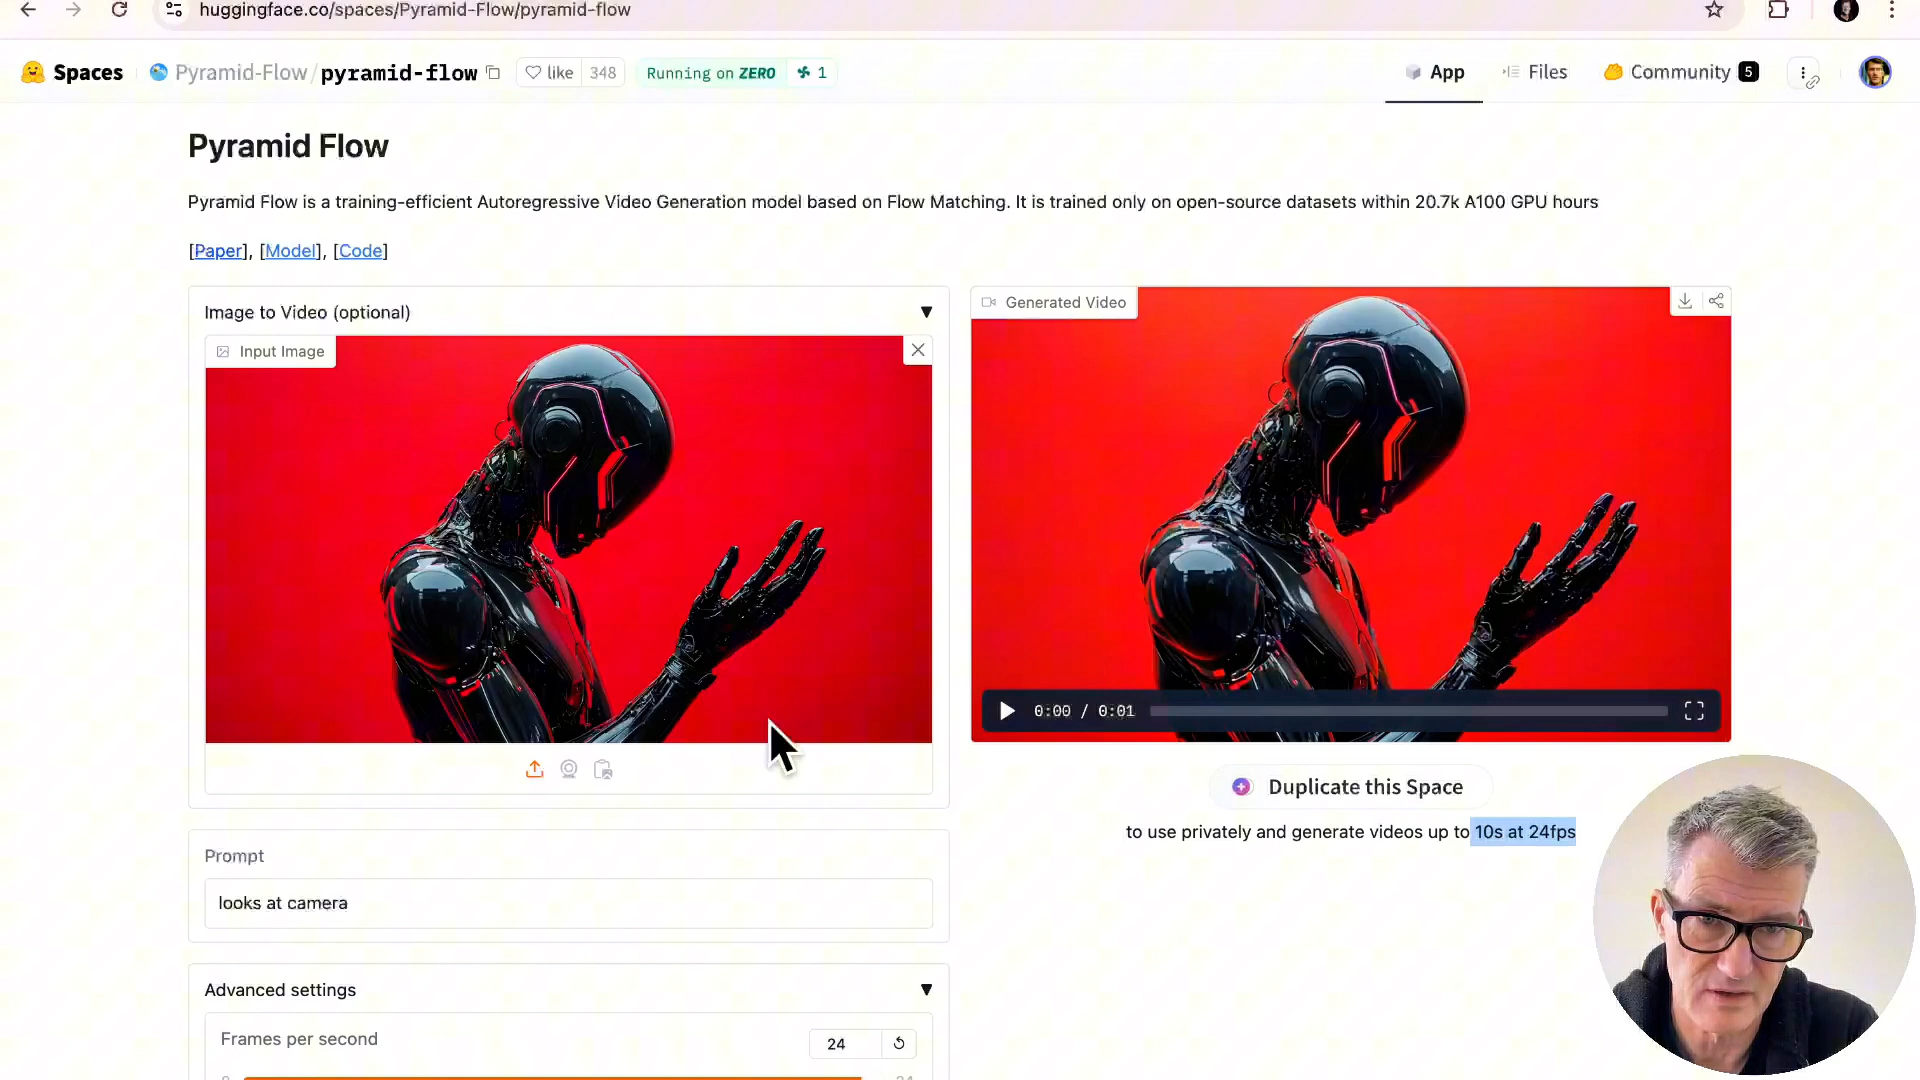 huggingface.co/spaces/Pyramid-Flow/pyramid-flow
Spaces Pyramid-Flow/pyramid-flow like 348 Running on ZERO 1 App Files Community 5
Pyramid Flow
Pyramid Flow is a training-efficient Autoregressive Video Generation model based on Flow Matching. It is trained only on open-source datasets within 20.7k A100 GPU hours
[Paper], [Model], [Code]
Image to Video (optional)
Input Image
Generated Video
0:00 / 0:01
Duplicate this Space
to use privately and generate videos up to 10s at 24fps
Prompt
looks at camera
Advanced settings
Frames per second
24